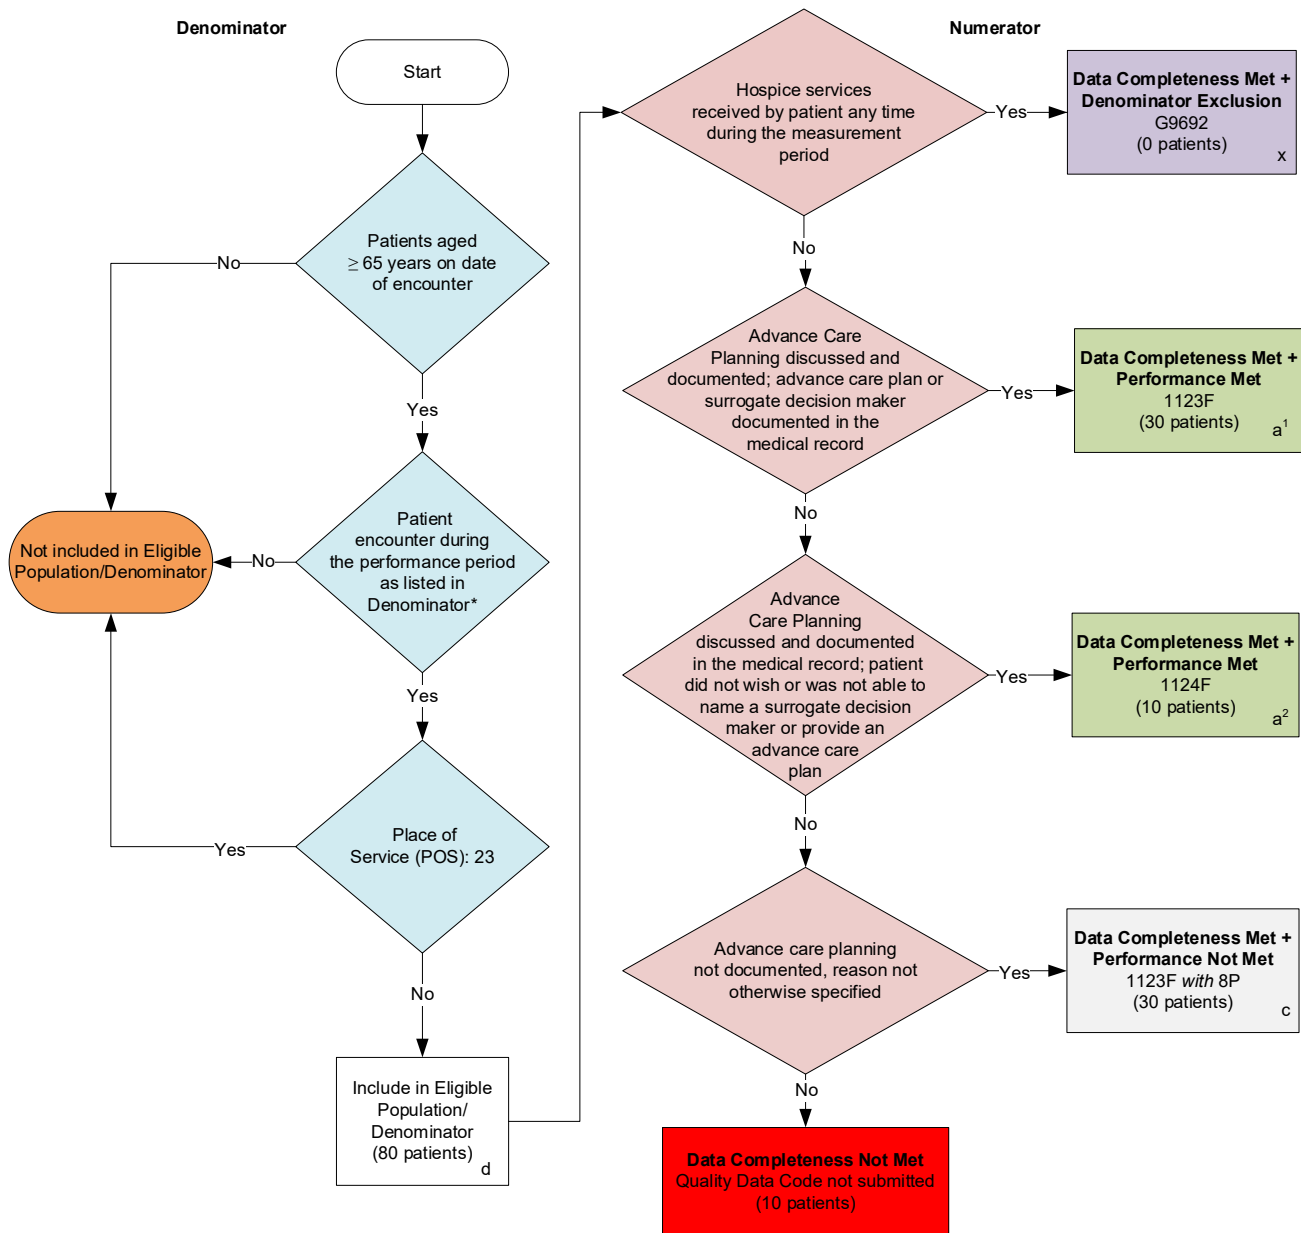 Denominator
Start
Patients aged
≥ 65 years on date
of encounter
No
Yes
Patient
encounter during
the performance period
as listed in
Denominator*
No
Not included in Eligible
Population/Denominator
Yes
Place of
Service (POS): 23
Yes
No
Include in Eligible
Population/
Denominator
(80 patients)
d
Numerator
Hospice services
received by patient any time
during the measurement
period
Yes
Data Completeness Met +
Denominator Exclusion
G9692
(0 patients)
x
No
Advance Care
Planning discussed and
documented; advance care plan or
surrogate decision maker
documented in the
medical record
Yes
Data Completeness Met +
Performance Met
1123F
(30 patients)
a¹
No
Advance
Care Planning
discussed and documented
in the medical record; patient
did not wish or was not able to
name a surrogate decision
maker or provide an
advance care
plan
Yes
Data Completeness Met +
Performance Met
1124F
(10 patients)
a²
No
Advance care planning
not documented, reason not
otherwise specified
Yes
Data Completeness Met +
Performance Not Met
1123F with 8P
(30 patients)
c
No
Data Completeness Not Met
Quality Data Code not submitted
(10 patients)